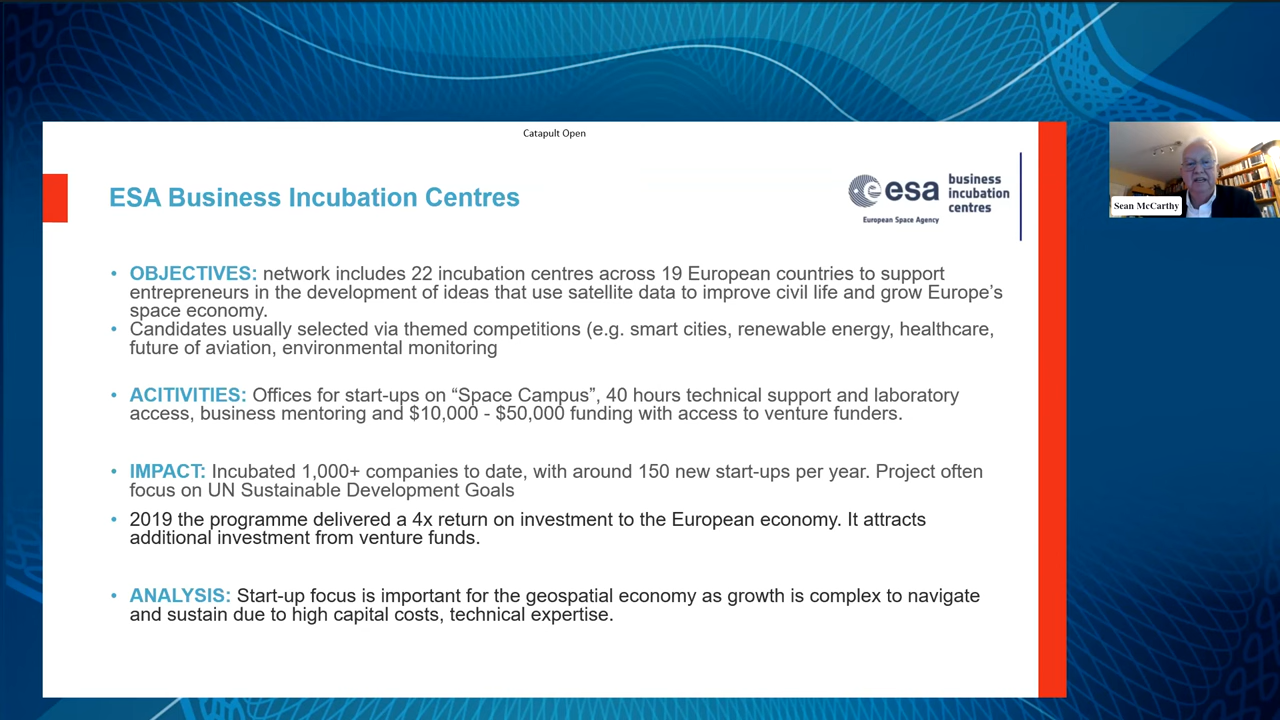 Catapult Open
ESA Business Incubation Centres
esa
European Space Agency
business
incubation
centres
Sean McCarthy
• OBJECTIVES: network includes 22 incubation centres across 19 European countries to support
entrepreneurs in the development of ideas that use satellite data to improve civil life and grow Europe’s
space economy.
• Candidates usually selected via themed competitions (e.g. smart cities, renewable energy, healthcare,
future of aviation, environmental monitoring
• ACITIVITIES: Offices for start-ups on “Space Campus”, 40 hours technical support and laboratory
access, business mentoring and $10,000 - $50,000 funding with access to venture funders.
• IMPACT: Incubated 1,000+ companies to date, with around 150 new start-ups per year. Project often
focus on UN Sustainable Development Goals
• 2019 the programme delivered a 4x return on investment to the European economy. It attracts
additional investment from venture funds.
• ANALYSIS: Start-up focus is important for the geospatial economy as growth is complex to navigate
and sustain due to high capital costs, technical expertise.